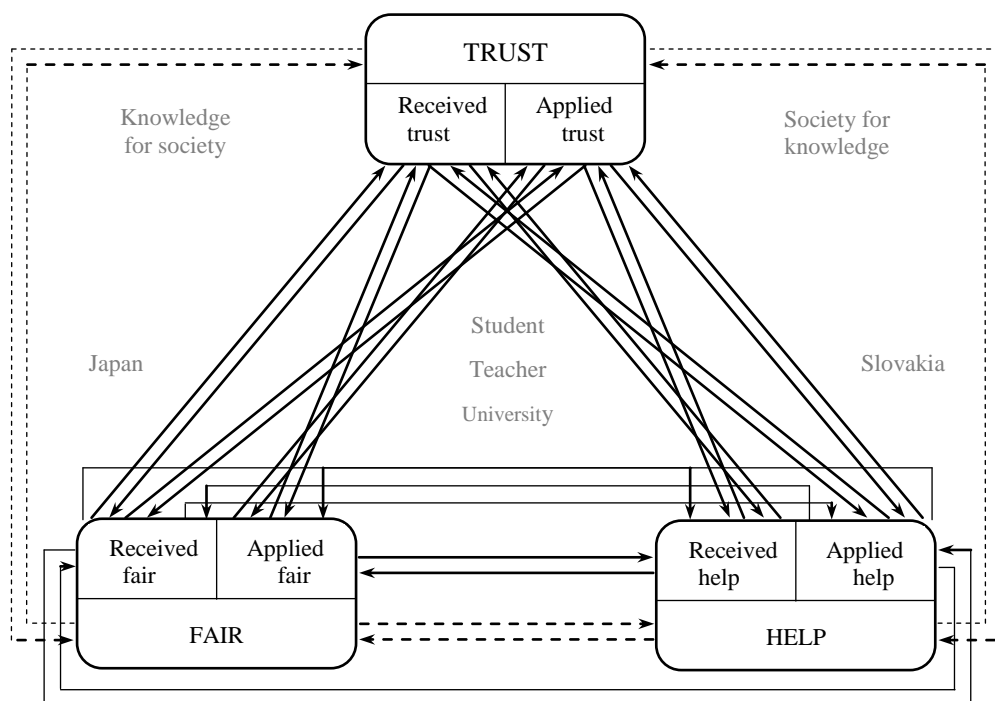 TRUST
Received Applied
trust trust
Knowledge
for society
Society for
knowledge
Student
Japan Teacher Slovakia
University
Received Applied
fair fair
FAIR
Received Applied
help help
HELP